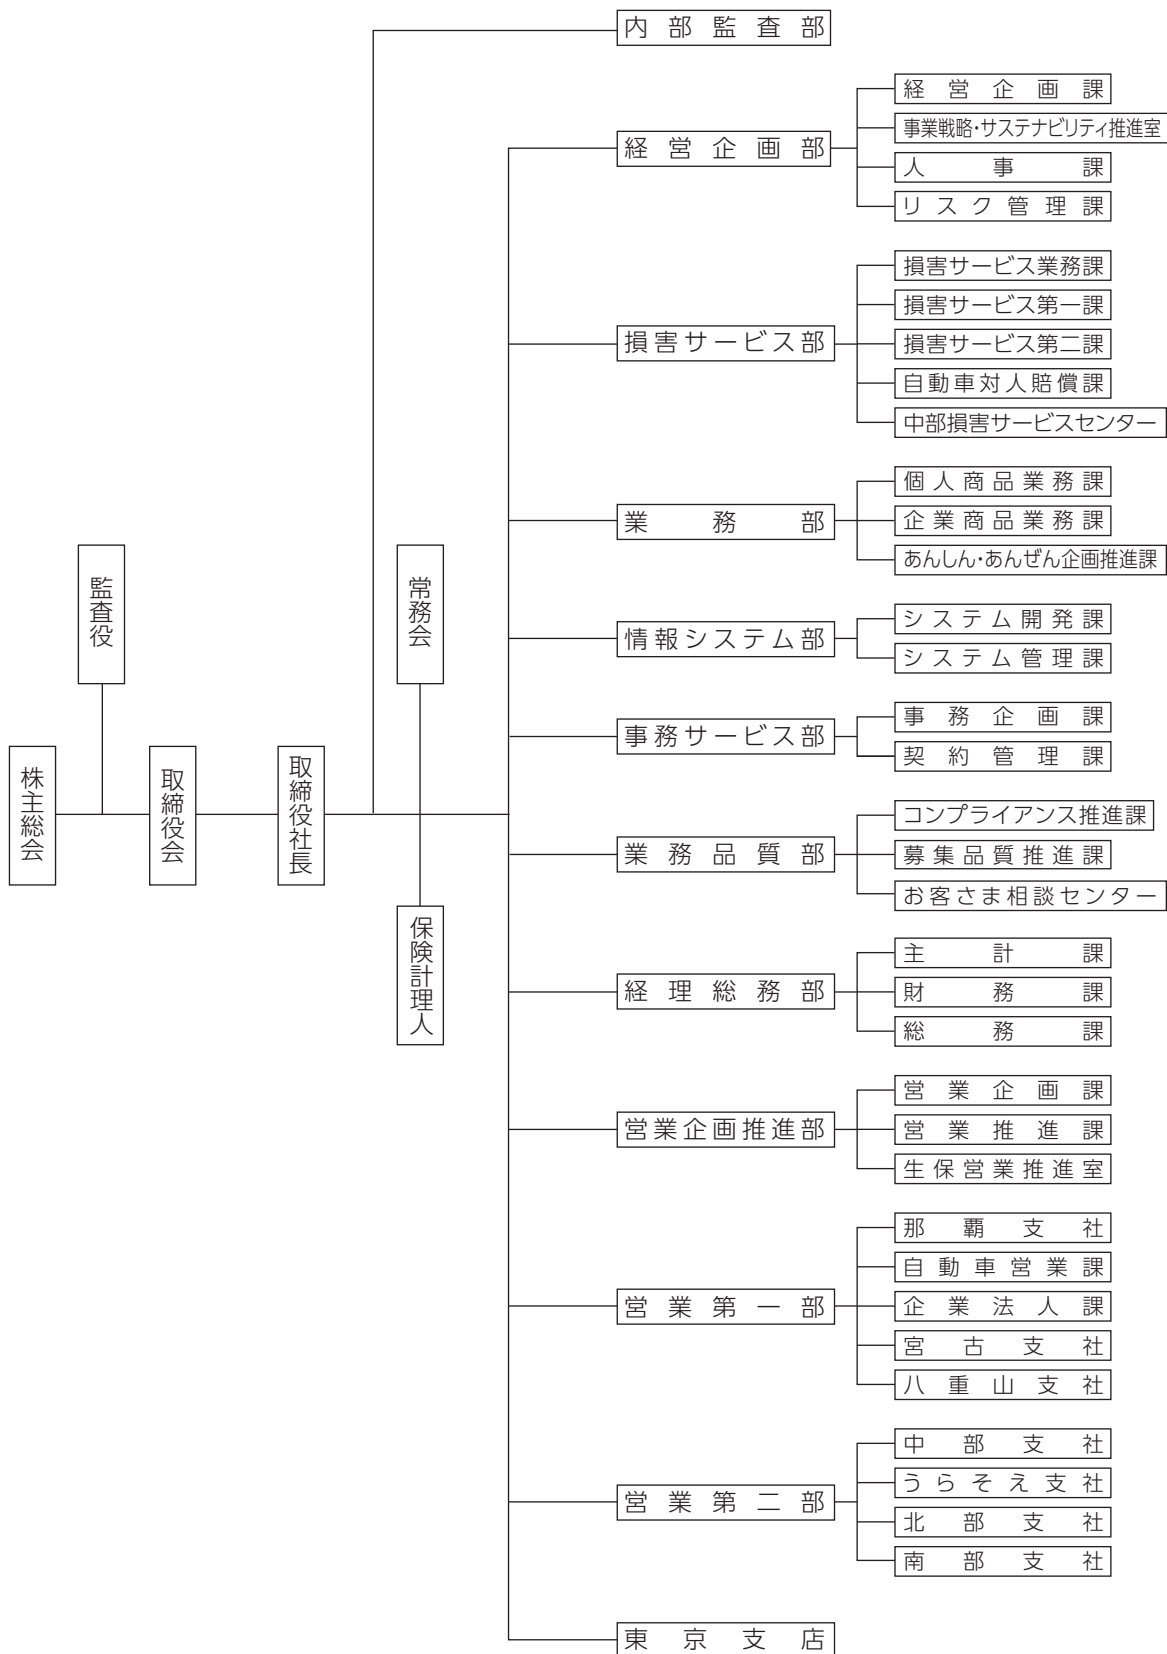 株主総会
監査役
取締役会
取締役社長
常務会
保険計理人
内部監査部
経営企画部
経営企画課
事業戦略・サステナビリティ推進室
人事課
リスク管理課
損害サービス部
損害サービス業務課
損害サービス第一課
損害サービス第二課
自動車対人賠償課
中部損害サービスセンター
業務部
個人商品業務課
企業商品業務課
あんしん・あんぜん企画推進課
情報システム部
システム開発課
システム管理課
事務サービス部
事務企画課
契約管理課
業務品質部
コンプライアンス推進課
募集品質推進課
お客さま相談センター
経理総務部
主計課
財務課
総務課
営業企画推進部
営業企画課
営業推進課
生保営業推進室
営業第一部
那覇支社
自動車営業課
企業法人課
宮古支社
八重山支社
営業第二部
中部支社
うらそえ支社
北部支社
南部支社
東京支店